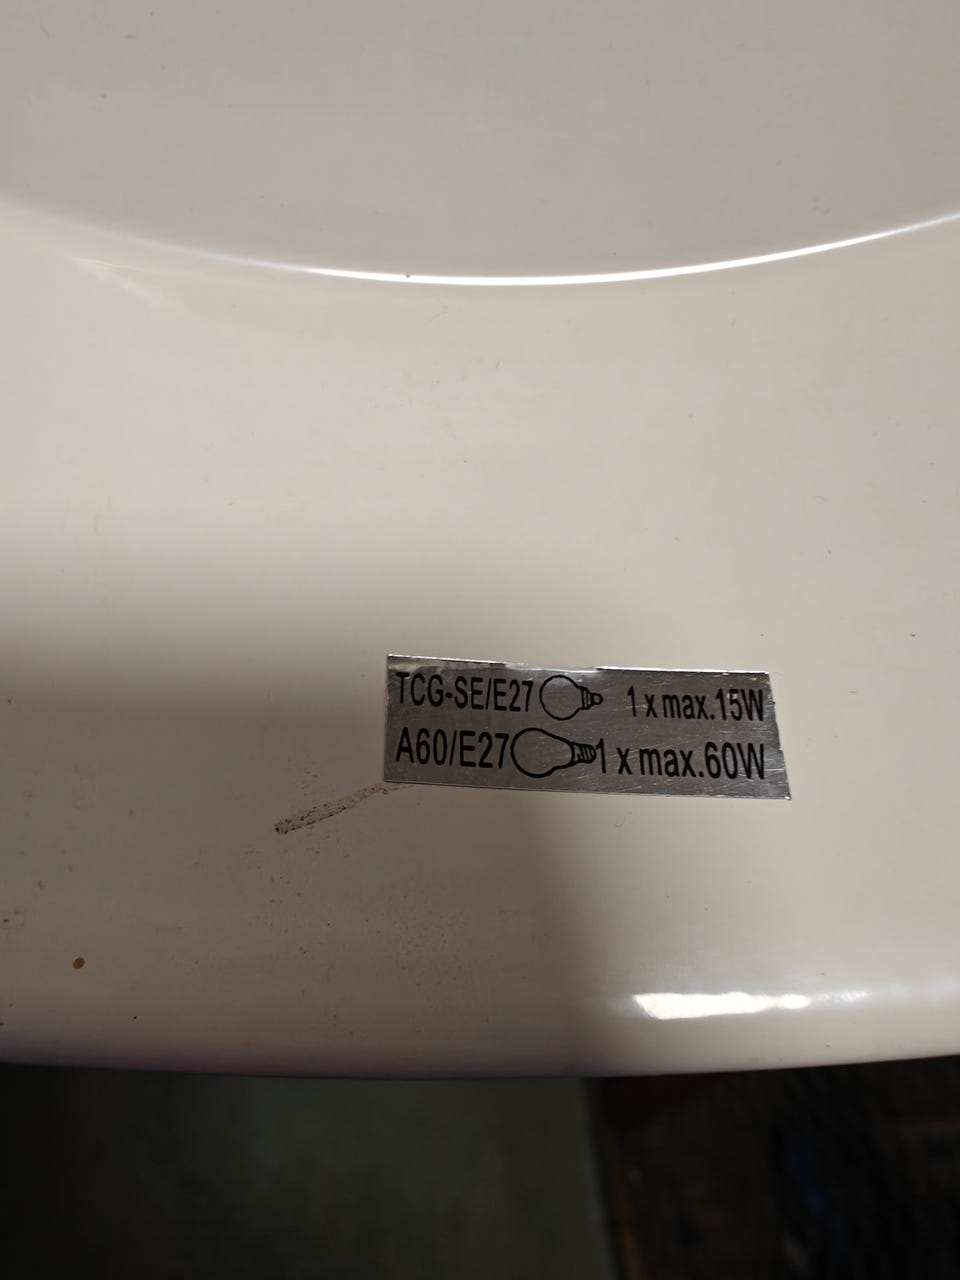 TCG-SE/E27 1 x max.15W
A60/E27 1 x max.60W